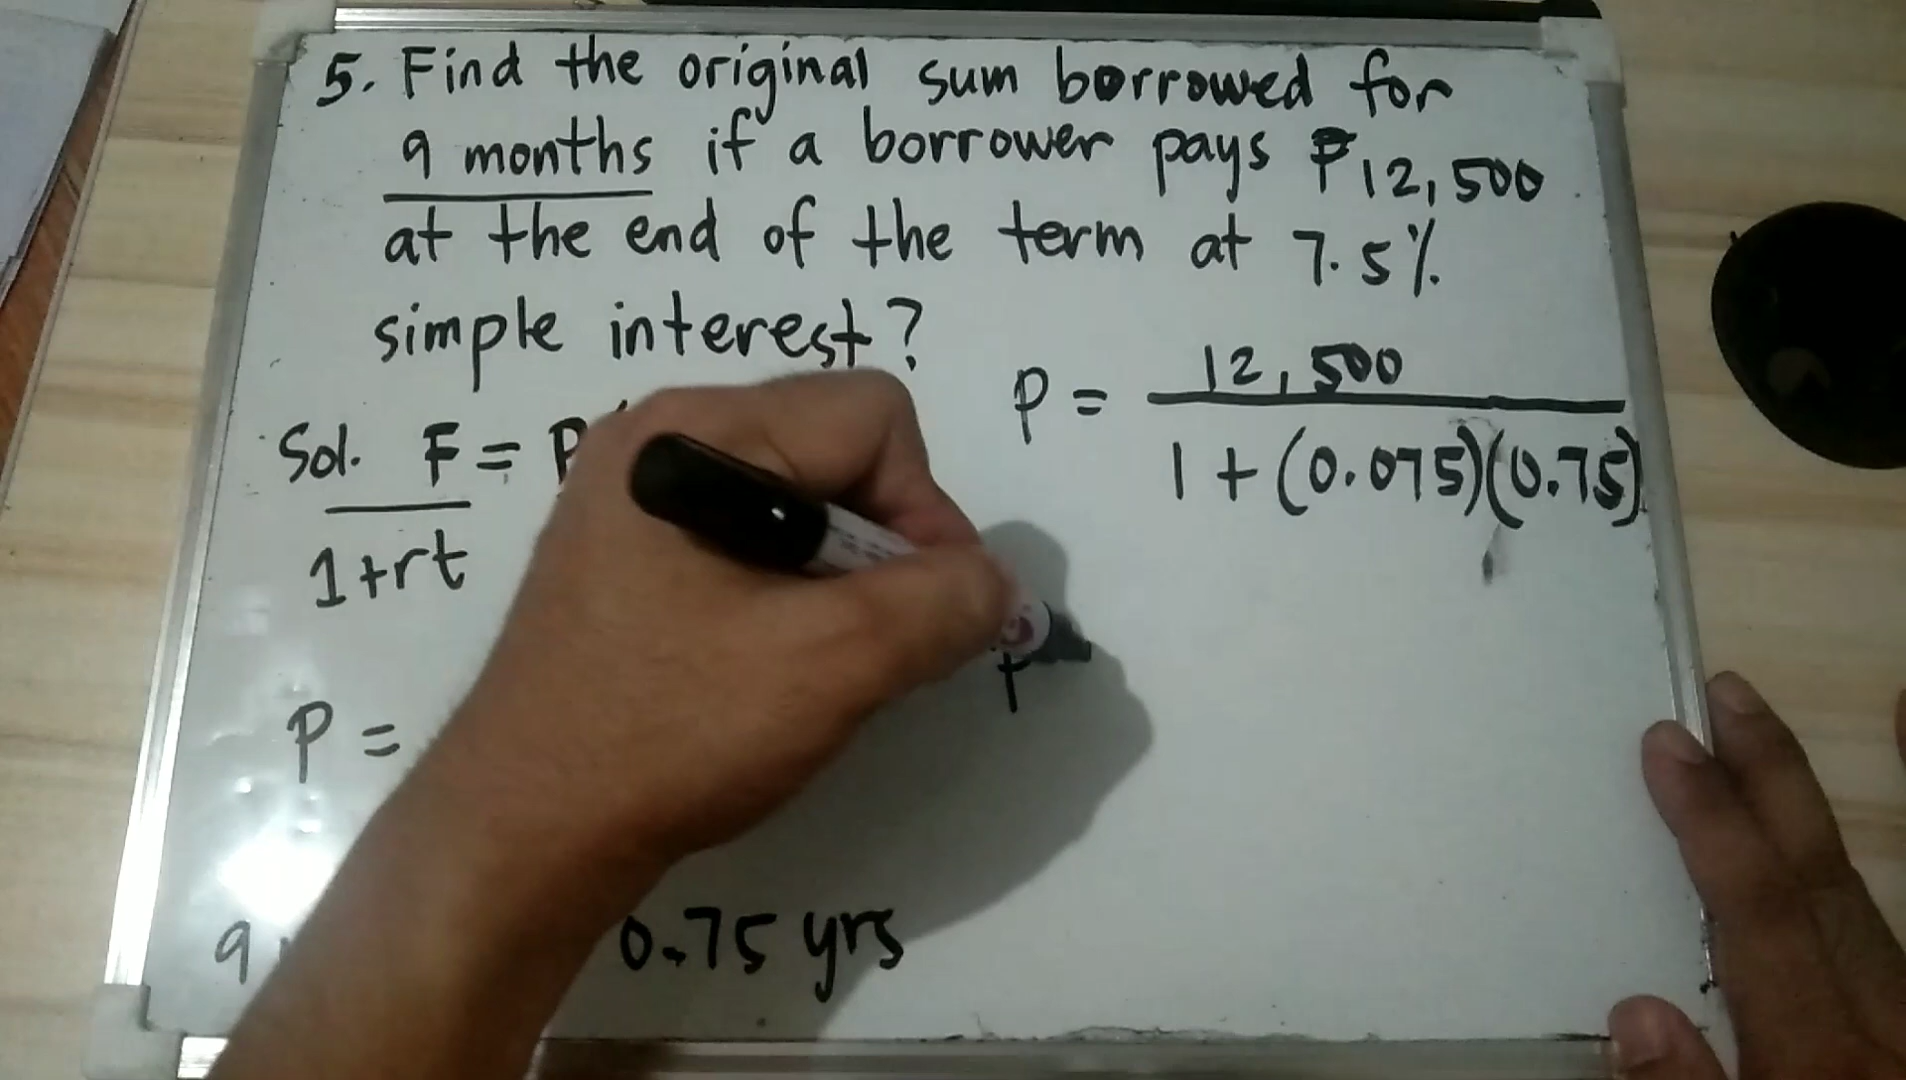 5. Find the original sum borrowed for
9 months if a borrower pays ₱12,500
at the end of the term at 7.5%
simple interest?
Sol. F = P
1+rt
P =
9
0.75 yrs
P = 12,500
1 + (0.075)(0.75)
P